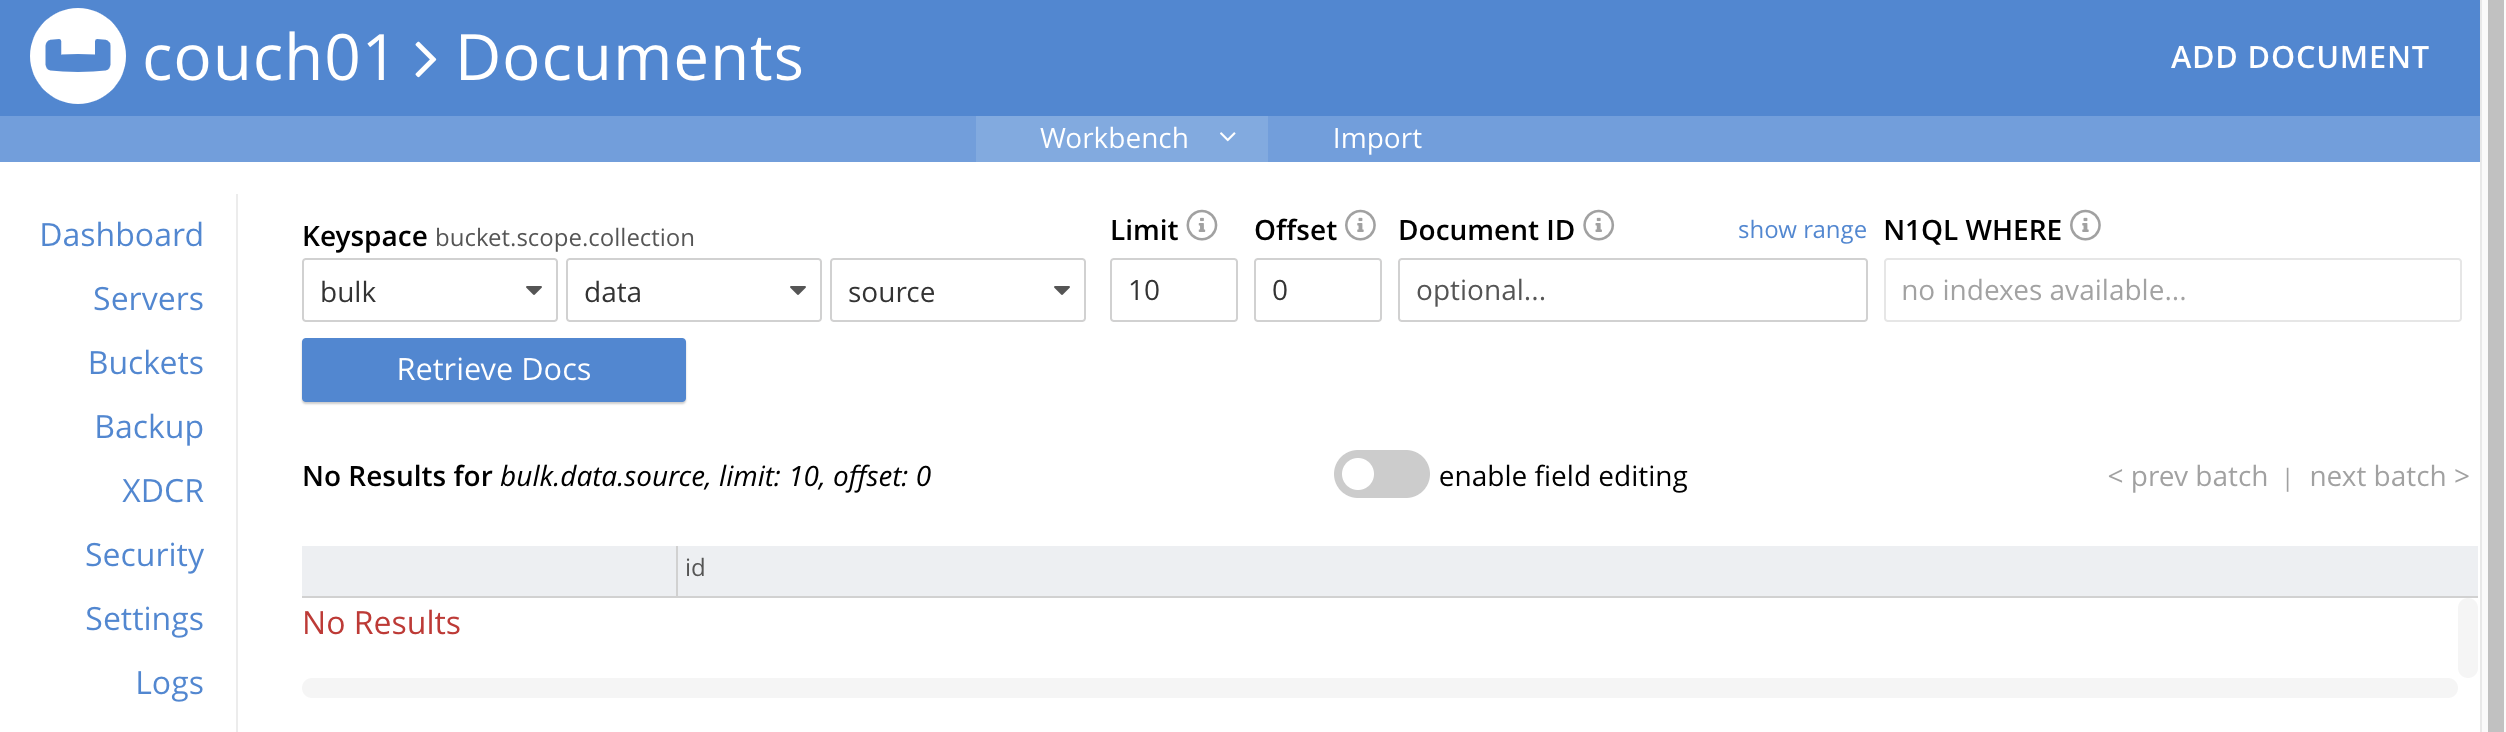 couch01 > Documents
ADD DOCUMENT
Workbench
Import
Dashboard
Servers
Buckets
Backup
XDCR
Security
Settings
Logs
Keyspace bucket.scope.collection
Limit
Offset
Document ID
show range
N1QL WHERE
bulk
data
source
10
0
optional...
no indexes available...
Retrieve Docs
No Results for bulk.data.source, limit: 10, offset: 0
enable field editing
< prev batch | next batch >
id
No Results